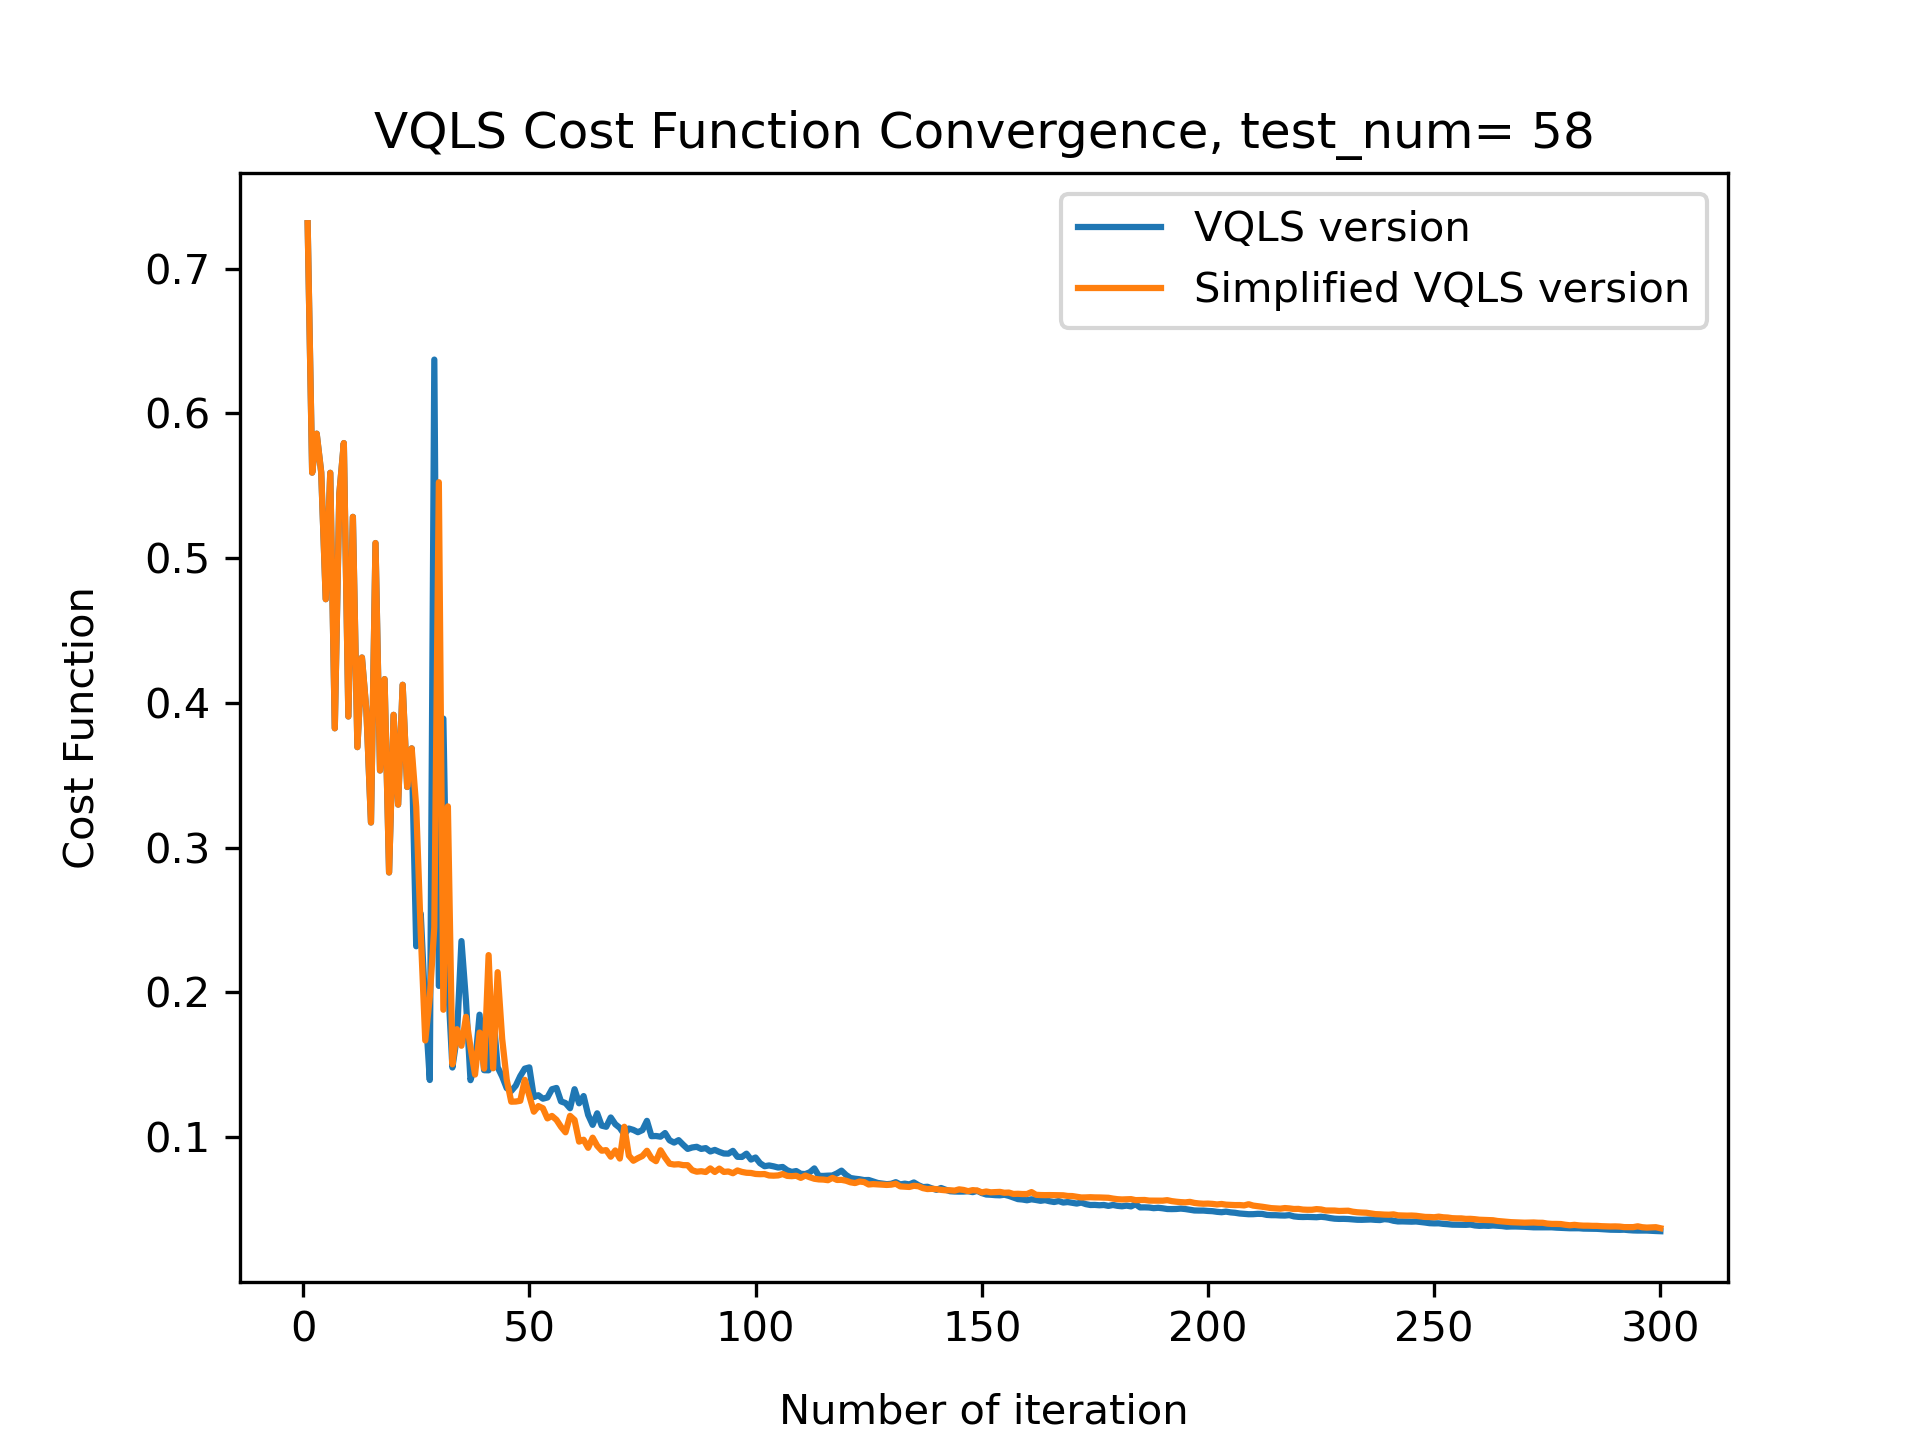 VQLS Cost Function Convergence, test_num= 58
VQLS version
Simplified VQLS version
0.7
0.6
0.5
0.4
0.3
0.2
0.1
Cost Function
0 50 100 150 200 250 300
Number of iteration